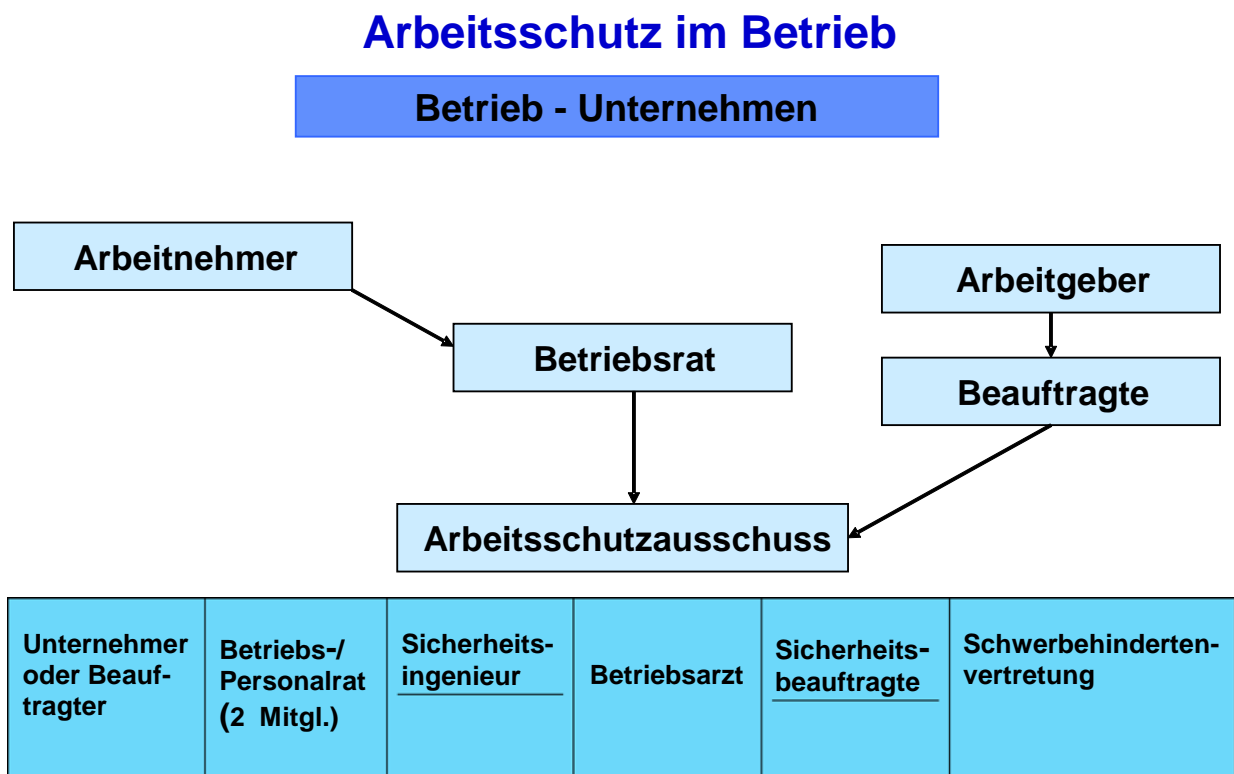 Arbeitsschutz im Betrieb
Betrieb - Unternehmen
Arbeitnehmer
Arbeitgeber
Betriebsrat
Beauftragte
Arbeitsschutzausschuss
Unternehmer
oder Beauf-
tragter
Betriebs-/
Personalrat
(2 Mitgl.)
Sicherheits-
ingenieur
Betriebsarzt
Sicherheits-
beauftragte
Schwerbehinderten-
vertretung